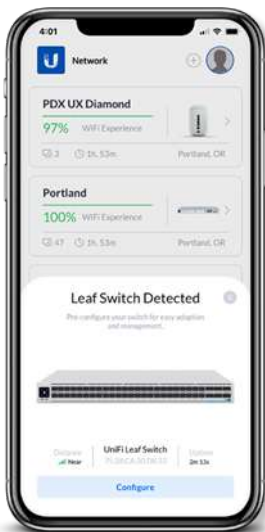 4:01
U Network
PDX UX Diamond
97% WiFi Experience
2 1h, 53m Portland, OR
Portland
100% WiFi Experience
47 1h, 53m Portland, OR
Leaf Switch Detected
Pre-configure your switch for easy adoption
and management.
Distance UniFi Leaf Switch Uptime
Near 2m 13s
Configure